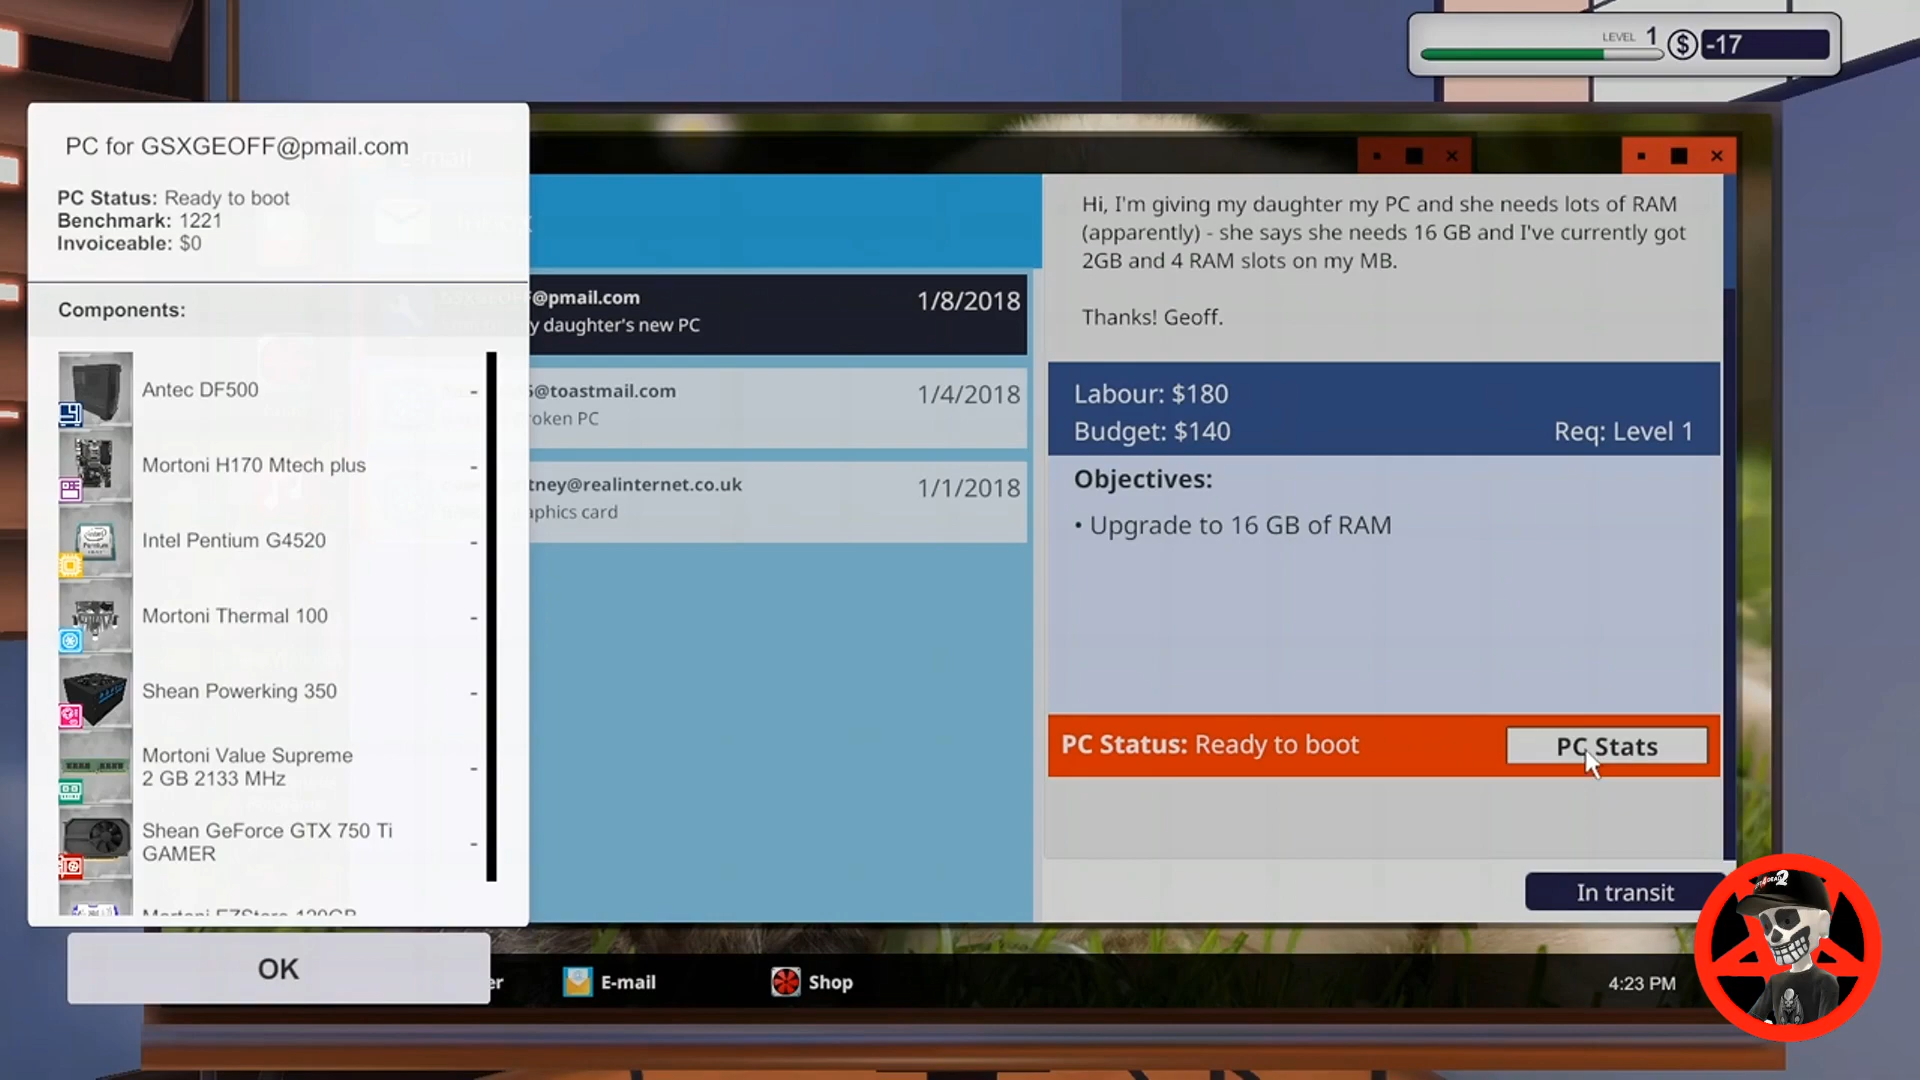 LEVEL 1 $ -17
PC for GSXGEOFF@pmail.com
PC Status: Ready to boot
Benchmark: 1221
Invoiceable: $0
Components:
Antec DF500 -
Mortoni H170 Mtech plus -
Intel Pentium G4520 -
Mortoni Thermal 100 -
Shean Powerking 350 -
Mortoni Value Supreme
2 GB 2133 MHz -
Shean GeForce GTX 750 Ti
GAMER -
Mortoni EZStore 120GB
OK
@pmail.com 1/8/2018
y daughter's new PC
5@toastmail.com 1/4/2018
oken PC
tney@realinternet.co.uk 1/1/2018
aphics card
Hi, I'm giving my daughter my PC and she needs lots of RAM
(apparently) - she says she needs 16 GB and I've currently got
2GB and 4 RAM slots on my MB.
Thanks! Geoff.
Labour: $180
Budget: $140 Req: Level 1
Objectives:
• Upgrade to 16 GB of RAM
PC Status: Ready to boot PC Stats
In transit
er E-mail Shop 4:23 PM